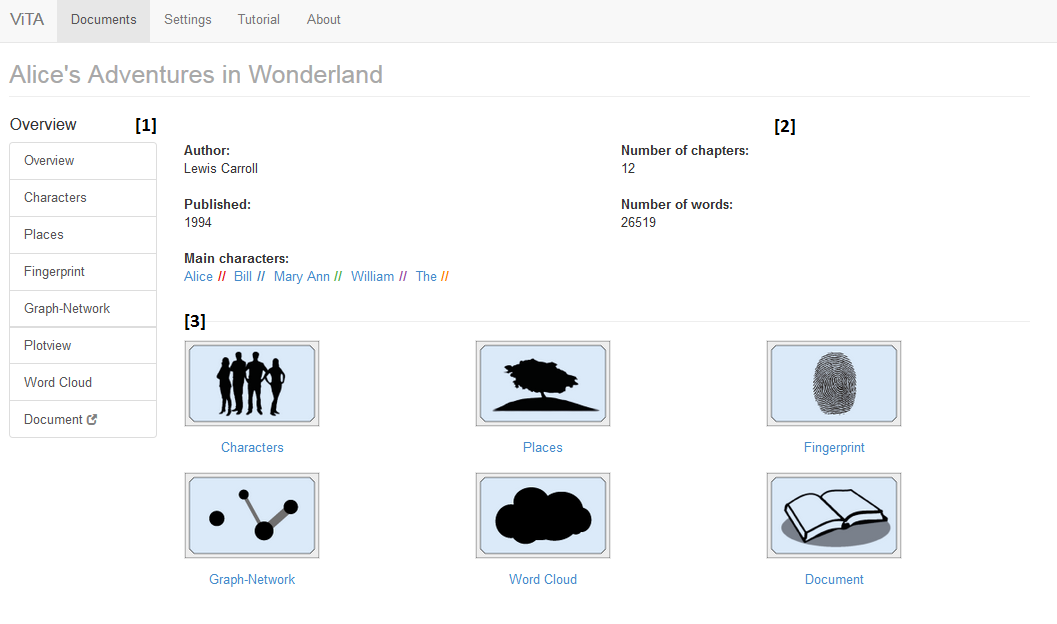 ViTA Documents Settings Tutorial About
Alice's Adventures in Wonderland
Overview [1]
Overview
Characters
Places
Fingerprint
Graph-Network
Plotview
Word Cloud
Document
[2]
Author:
Lewis Carroll
Number of chapters:
12
Published:
1994
Number of words:
26519
Main characters:
Alice // Bill // Mary Ann // William // The //
[3]
Characters Places Fingerprint
Graph-Network Word Cloud Document